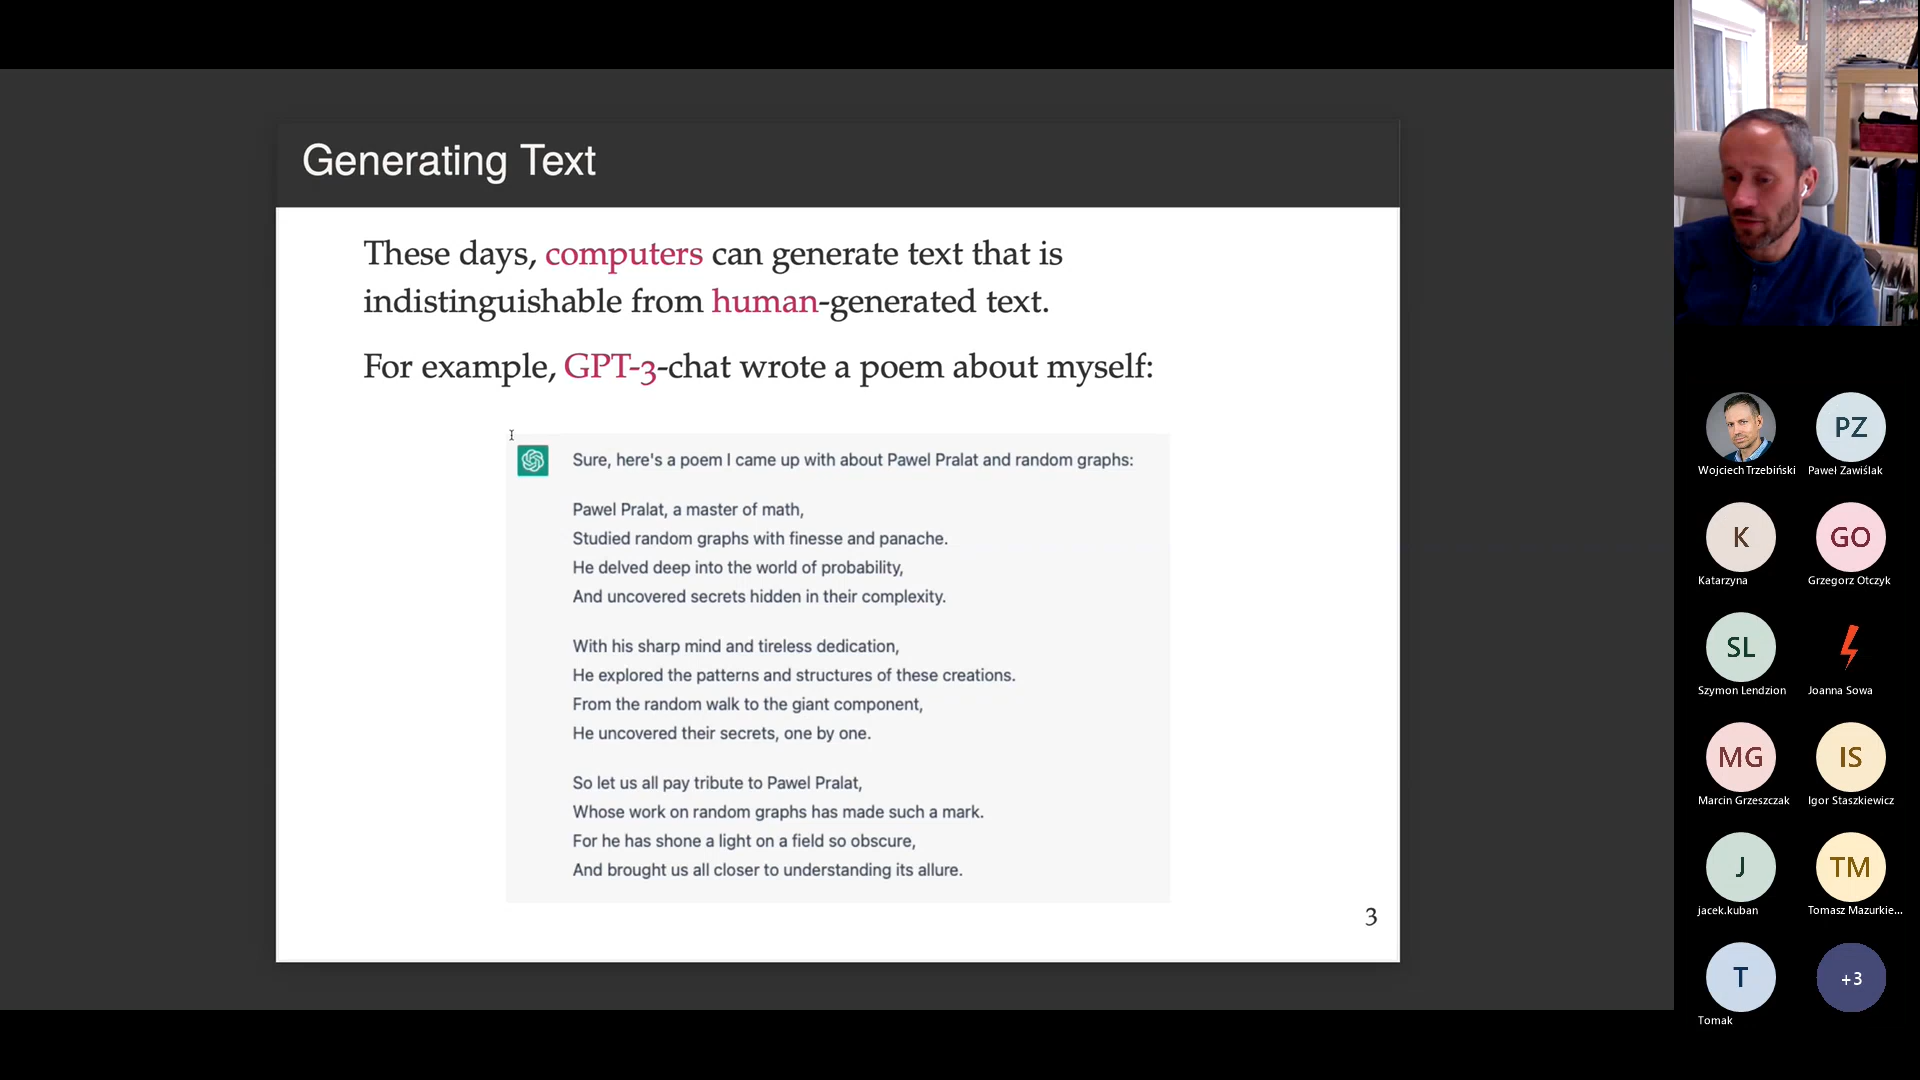 Generating Text
These days, computers can generate text that is
indistinguishable from human-generated text.
For example, GPT-3-chat wrote a poem about myself:
Sure, here's a poem I came up with about Pawel Pralat and random graphs:
Pawel Pralat, a master of math,
Studied random graphs with finesse and panache.
He delved deep into the world of probability,
And uncovered secrets hidden in their complexity.
With his sharp mind and tireless dedication,
He explored the patterns and structures of these creations.
From the random walk to the giant component,
He uncovered their secrets, one by one.
So let us all pay tribute to Pawel Pralat,
Whose work on random graphs has made such a mark.
For he has shone a light on a field so obscure,
And brought us all closer to understanding its allure.
3
Wojciech Trzebiński
PZ
Paweł Zawiślak
K
Katarzyna
GO
Grzegorz Otczyk
SL
Szymon Lendzion
Joanna Sowa
MG
Marcin Grzeszczak
IS
Igor Staszkiewicz
J
jacek.kuban
TM
Tomasz Mazurkie...
T
Tomak
+3